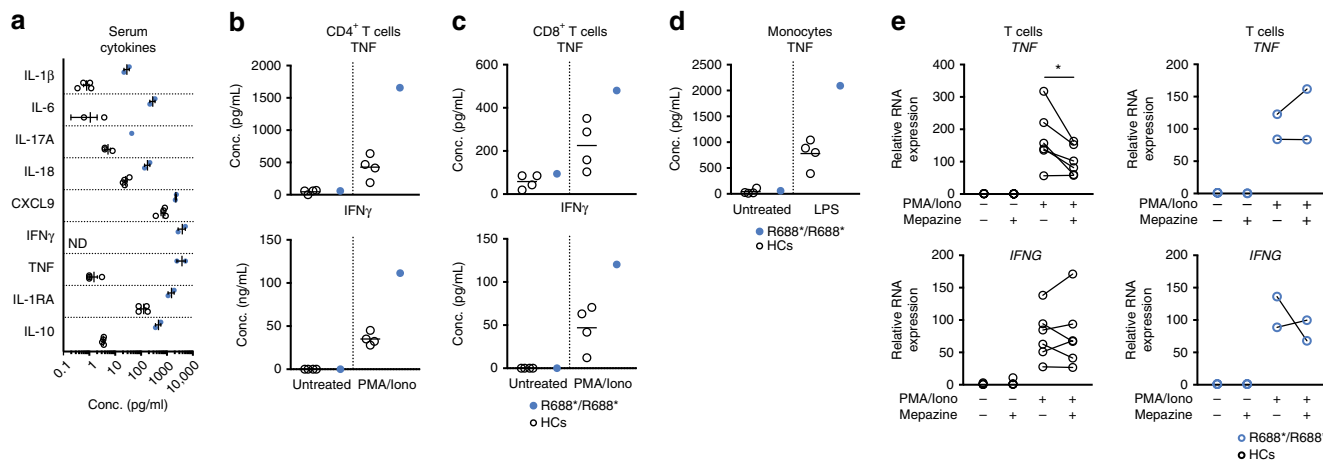 a
Serum
cytokines
IL-1β
IL-6
IL-17A
IL-18
CXCL9
IFNγ
ND
TNF
IL-1RA
IL-10
0.1
1
10
100
1000
10,000
Conc. (pg/ml)
b
CD4+ T cells
TNF
2000
1500
1000
500
0
Conc. (pg/mL)
IFNγ
150
100
50
0
Conc. (ng/mL)
Untreated PMA/Iono
c
CD8+ T cells
TNF
600
400
200
0
Conc. (pg/mL)
IFNγ
150
100
50
0
Conc. (pg/mL)
Untreated PMA/Iono
R688*/R688*
HCs
d
Monocytes
TNF
2500
2000
1500
1000
500
0
Conc. (pg/mL)
Untreated LPS
R688*/R688*
HCs
e
T cells
TNF
*
400
300
200
100
0
Relative RNA
expression
PMA/Iono – – + +
Mepazine – + – +
T cells
TNF
200
150
100
50
0
Relative RNA
expression
PMA/Iono – – + +
Mepazine – + – +
IFNG
200
150
100
50
0
Relative RNA
expression
PMA/Iono – – + +
Mepazine – + – +
IFNG
200
150
100
50
0
Relative RNA
expression
PMA/Iono – – + +
Mepazine – + – +
R688*/R688*
HCs